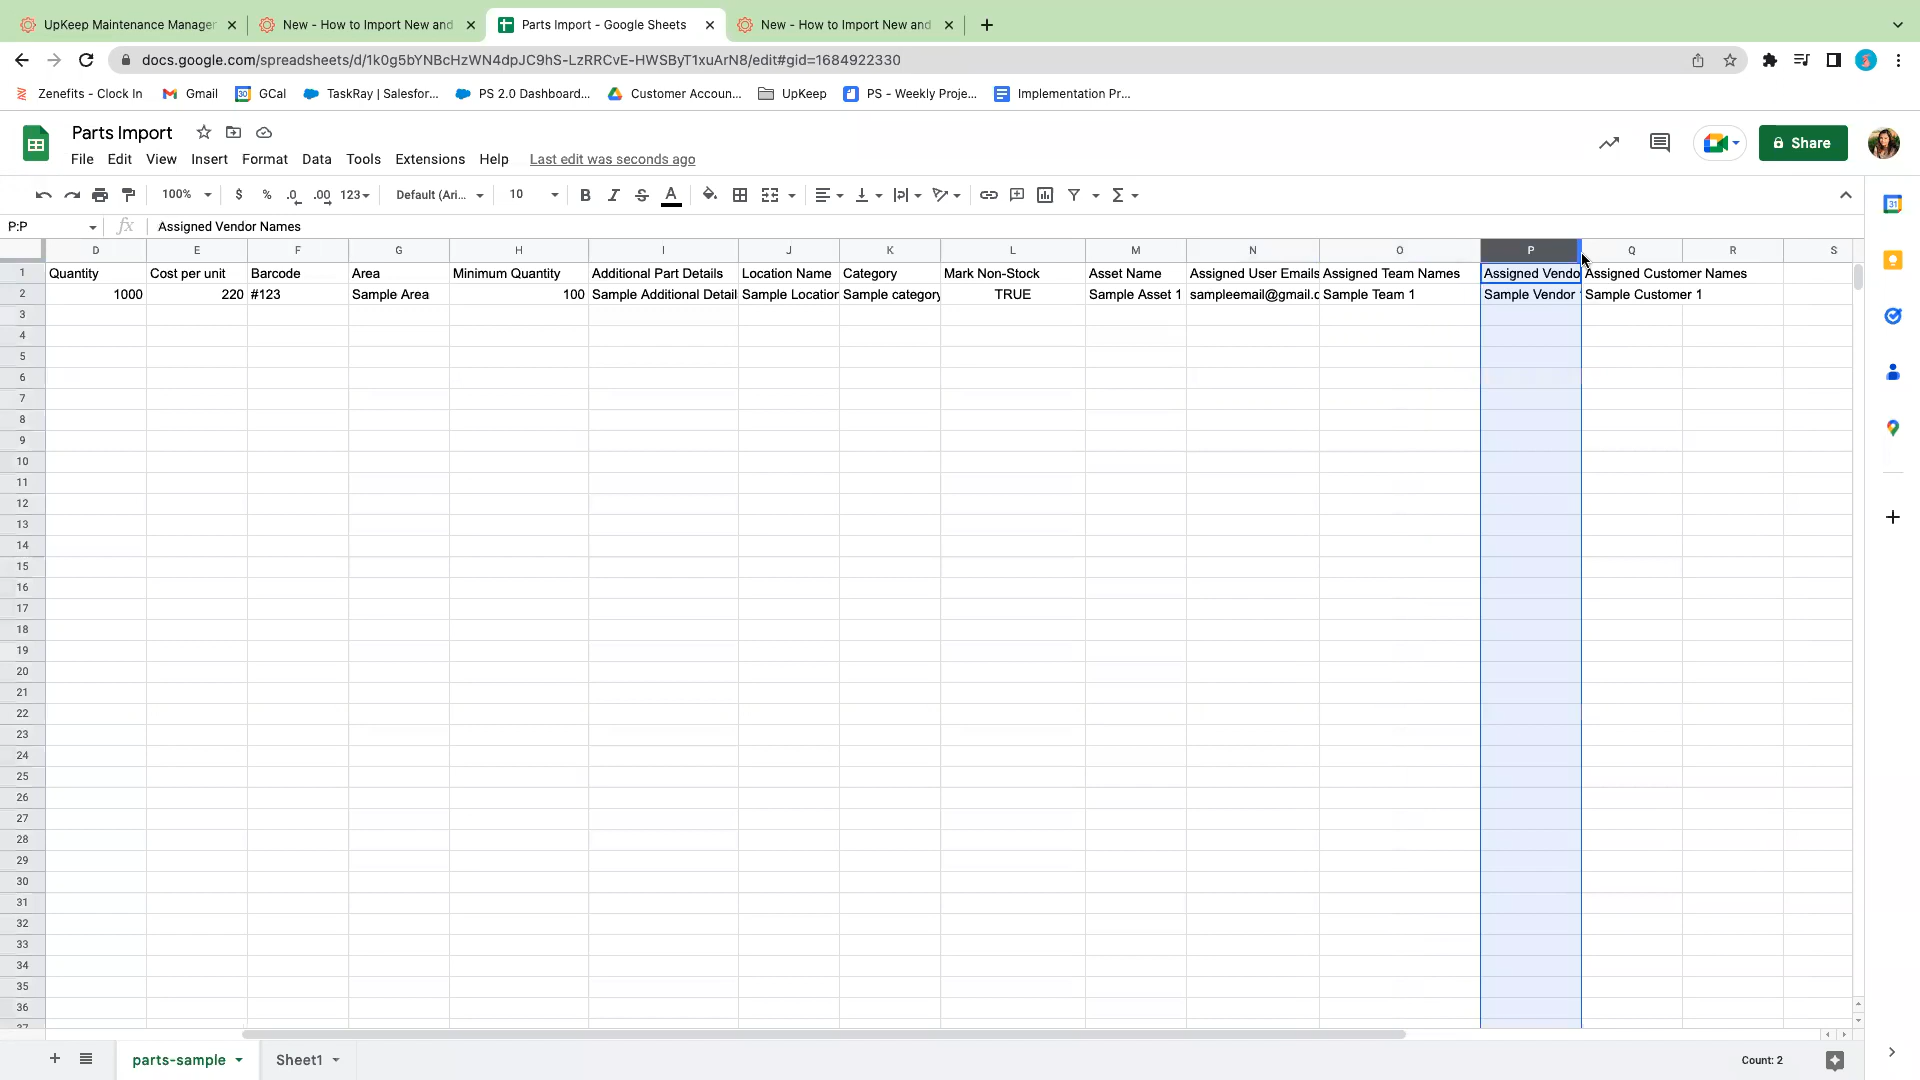 UpKeep Maintenance Manager
New - How to Import New and
Parts Import - Google Sheets
New - How to Import New and
docs.google.com/spreadsheets/d/1k0g5bYNBcHzWN4dpJC9hS-LzRRCvE-HWSByT1xuArN8/edit#gid=1684922330
Zenefits - Clock In
Gmail
GCal
TaskRay | Salesfor...
PS 2.0 Dashboard...
Customer Accoun...
UpKeep
PS - Weekly Proje...
Implementation Pr...
Parts Import
File Edit View Insert Format Data Tools Extensions Help Last edit was seconds ago
Share
100% $ % .0 .00 123 Default (Ari... 10 B I S A
31
P:P fx Assigned Vendor Names
D E F G H I J K L M N O P Q R S
1 Quantity Cost per unit Barcode Area Minimum Quantity Additional Part Details Location Name Category Mark Non-Stock Asset Name Assigned User Emails Assigned Team Names Assigned Vendo Assigned Customer Names
2 1000 220 #123 Sample Area 100 Sample Additional Detail Sample Location Sample category TRUE Sample Asset 1 sampleemail@gmail.c Sample Team 1 Sample Vendor Sample Customer 1
3
4
5
6
7
8
9
10
11
12
13
14
15
16
17
18
19
20
21
22
23
24
25
26
27
28
29
30
31
32
33
34
35
36
37
parts-sample
Sheet1
Count: 2